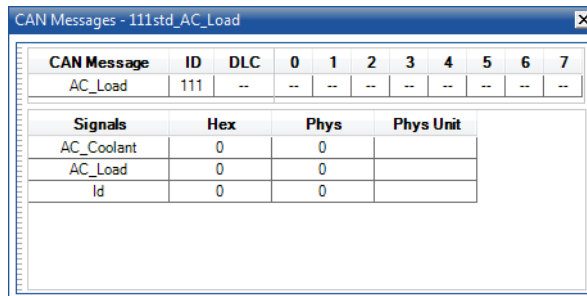 CAN Messages - 111std_AC_Load
CAN Message ID DLC 0 1 2 3 4 5 6 7
AC_Load 111 -- -- -- -- -- -- -- -- --
Signals Hex Phys Phys Unit
AC_Coolant 0 0
AC_Load 0 0
Id 0 0